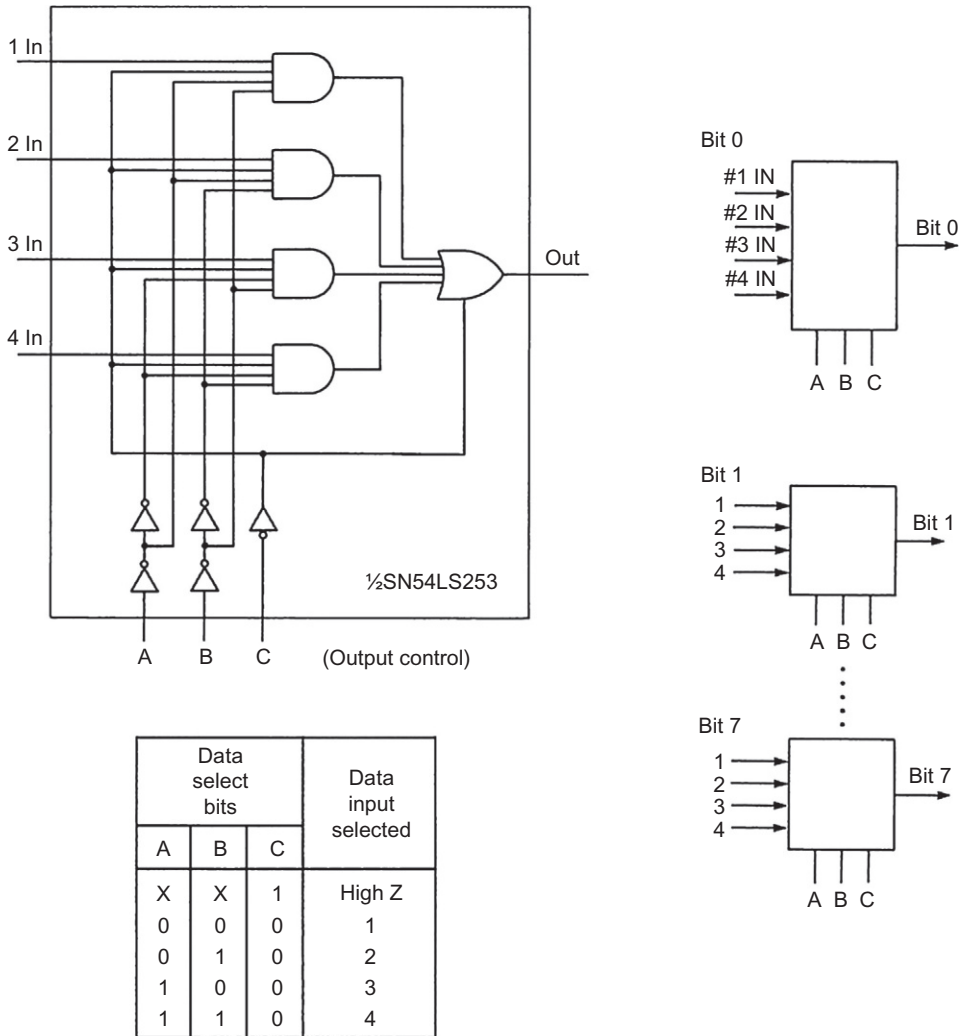 1 In
2 In
3 In
4 In
Out
½SN54LS253
A B C (Output control)
Data select bits
Data input selected
A B C
X X 1 High Z
0 0 0 1
0 1 0 2
1 0 0 3
1 1 0 4
Bit 0
#1 IN
#2 IN
#3 IN
#4 IN
Bit 0
A B C
Bit 1
1
2
3
4
Bit 1
A B C
Bit 7
1
2
3
4
Bit 7
A B C